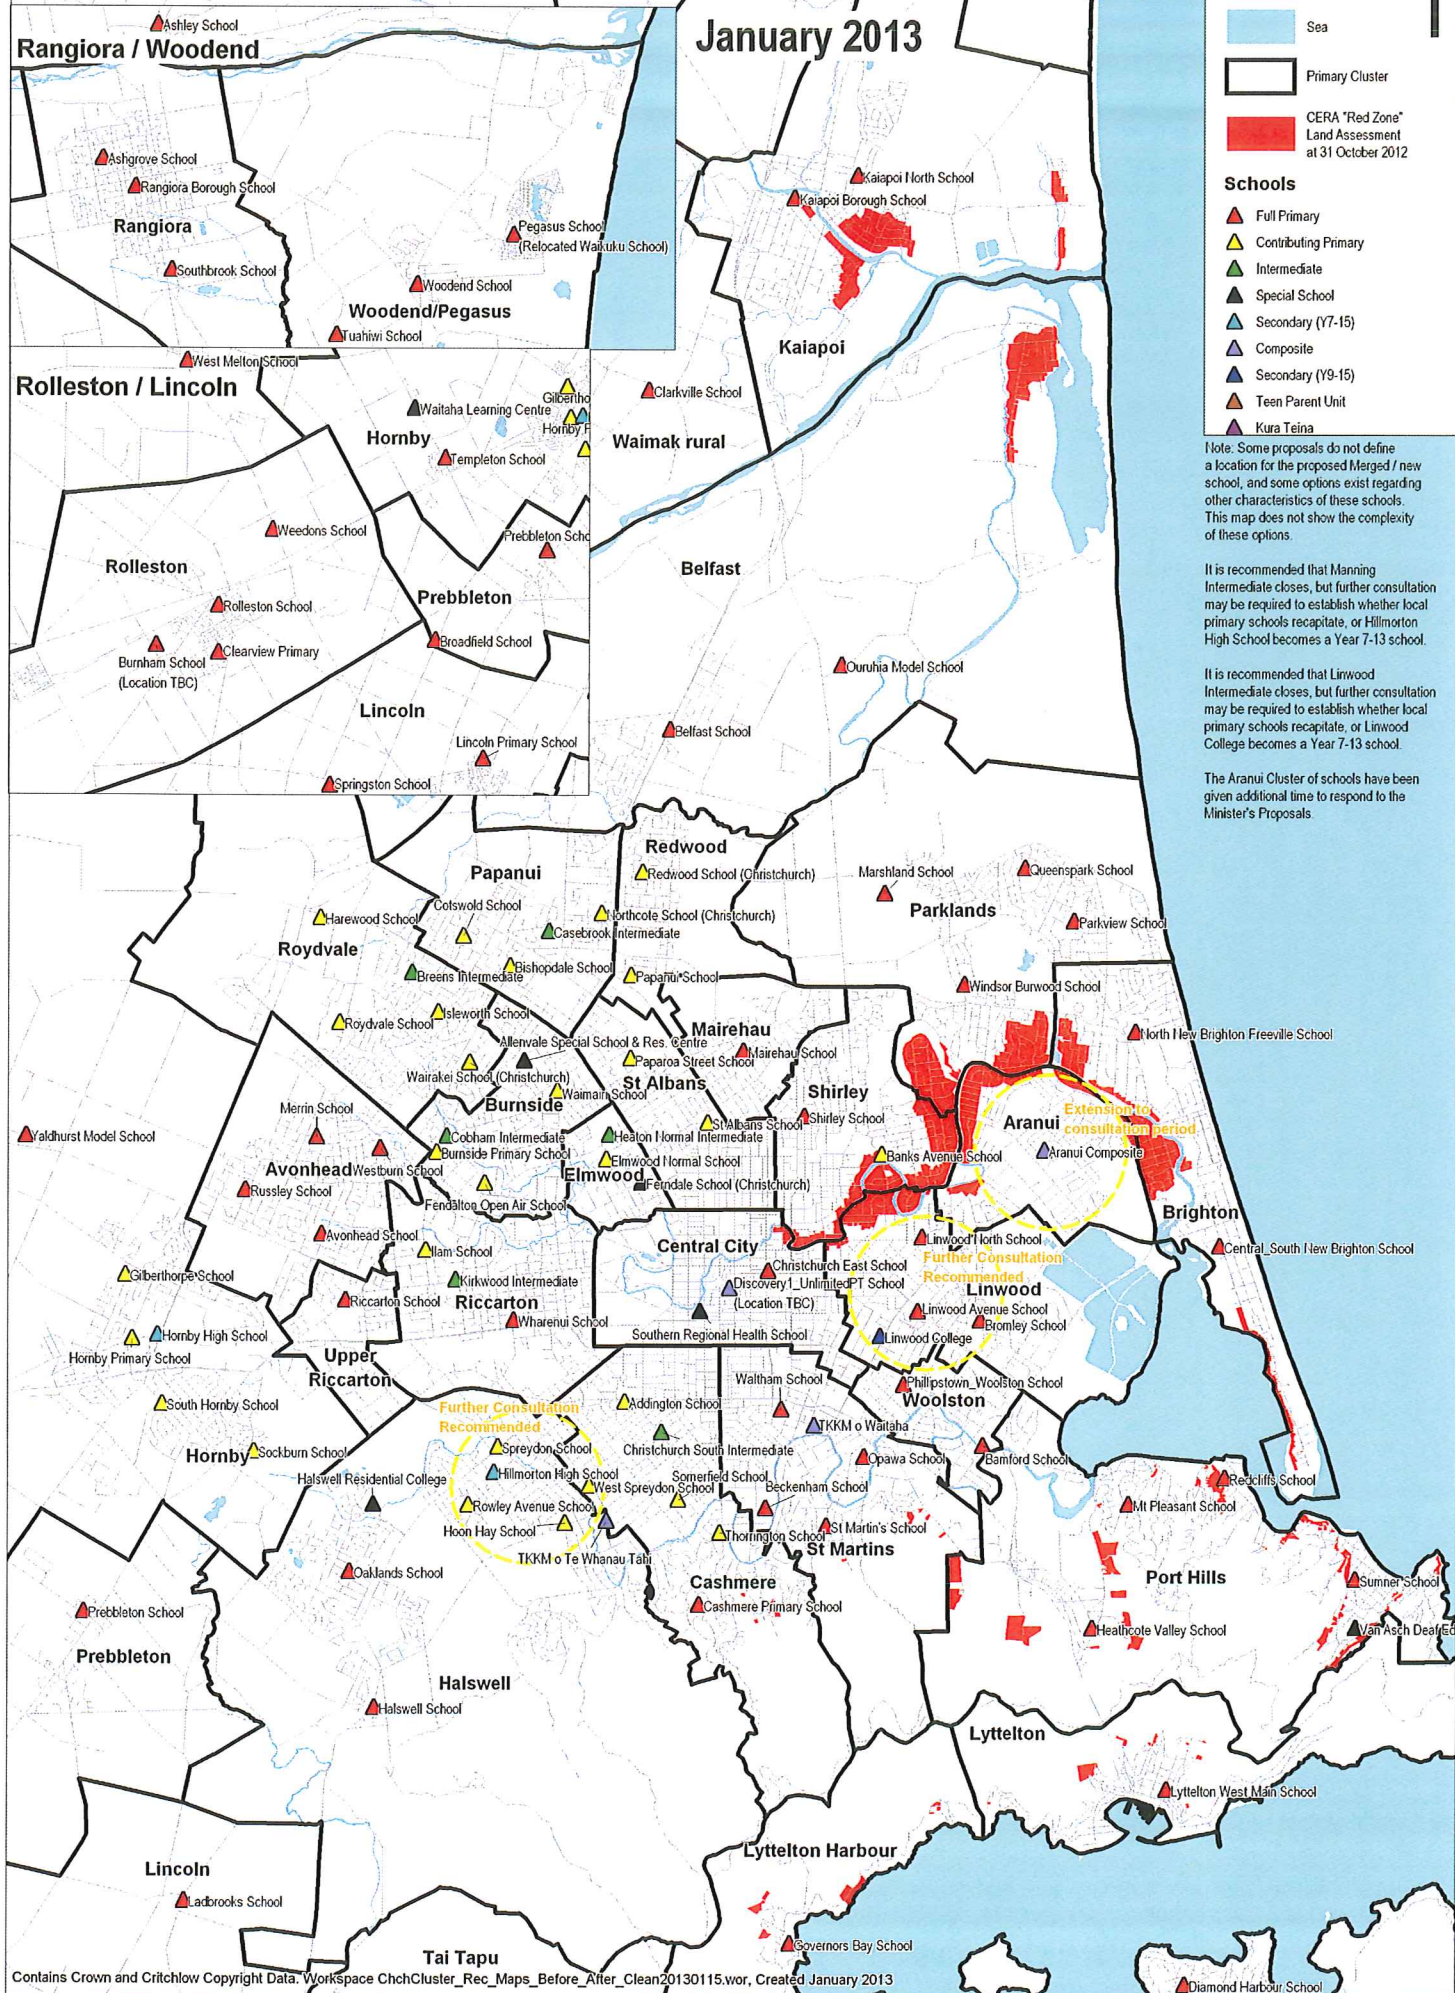 Ashley School
Rangiora / Woodend
January 2013
Ashgrove School
Rangiora Borough School
Rangiora
Pegasus School
(Relocated Waikuku School)
Southbrook School
Woodend School
Woodend/Pegasus
Tuahiwi School
Sea
Primary Cluster
CERA "Red Zone"
Land Assessment
at 31 October 2012
Schools
Full Primary
Contributing Primary
Intermediate
Special School
Secondary (Y7-15)
Composite
Secondary (Y9-15)
Teen Parent Unit
Kura Teina
Note: Some proposals do not define
a location for the proposed Merged / new
school, and some options exist regarding
other characteristics of these schools.
This map does not show the complexity
of these options.
It is recommended that Manning
Intermediate closes, but further consultation
may be required to establish whether local
primary schools recapitate, or Hillmorton
High School becomes a Year 7-13 school.
It is recommended that Linwood
Intermediate closes, but further consultation
may be required to establish whether local
primary schools recapitate, or Linwood
College becomes a Year 7-13 school.
The Aranui Cluster of schools have been
given additional time to respond to the
Minister's Proposals.
West Melton School
Rolleston / Lincoln
Gilbertho
Waitaha Learning Centre
Hornby P
Hornby
Templeton School
Weedons School
Prebbleton Scho
Rolleston
Prebbleton
Rolleston School
Broadfield School
Burnham School
(Location TBC)
Clearview Primary
Lincoln
Lincoln Primary School
Springston School
Kaiapoi North School
Kaiapoi Borough School
Kaiapoi
Clarkville School
Waimak rural
Belfast
Ouruhia Model School
Belfast School
Redwood
Redwood School (Christchurch)
Papanui
Cotswold School
Northcote School (Christchurch)
Casebrook Intermediate
Harewood School
Roydvale
Bishopdale School
Breens Intermediate
Papanui School
Marshland School
Queenspark School
Parklands
Parkview School
Windsor Burwood School
Isleworth School
Roydvale School
Mairehau
Allenvale Special School & Res. Centre
Mairehau School
Paparoa Street School
Wairakei School (Christchurch)
St Albans
Waimairi School
Burnside
North New Brighton Freeville School
Shirley
Shirley School
Merrin School
Yaldhurst Model School
St Albans School
Cobham Intermediate
Heaton Normal Intermediate
Burnside Primary School
Elmwood Normal School
Avonhead
Westburn School
Elmwood
Ferndale School (Christchurch)
Russley School
Fendalton Open Air School
Banks Avenue School
Aranui
Extension to
consultation period
Aranui Composite
Brighton
Avonhead School
Ilam School
Central City
Linwood North School
Central_South New Brighton School
Further Consultation
Recommended
Gilberthorpe School
Christchurch East School
Kirkwood Intermediate
Discovery1_UnlimitedPT School
(Location TBC)
Linwood
Riccarton School
Riccarton
Linwood Avenue School
Wharenui School
Bromley School
Hornby High School
Southern Regional Health School
Linwood College
Hornby Primary School
Upper
Riccarton
Waltham School
Phillipstown_Woolston School
Woolston
South Hornby School
Further Consultation
Recommended
Addington School
TKKM o Waitaha
Christchurch South Intermediate
Spreydon School
Hornby
Sockburn School
Opawa School
Bamford School
Halswell Residential College
Hillmorton High School
Somerfield School
West Spreydon School
Beckenham School
Redcliffs School
Rowley Avenue School
Mt Pleasant School
Hoon Hay School
Thorrington School
St Martin's School
St Martins
TKKM o Te Whanau Tahi
Oaklands School
Cashmere
Port Hills
Sumner School
Cashmere Primary School
Prebbleton School
Heathcote Valley School
Van Asch Deaf Ed
Prebbleton
Halswell
Halswell School
Lyttelton
Lyttelton West Main School
Lyttelton Harbour
Lincoln
Ladbrooks School
Governors Bay School
Tai Tapu
Contains Crown and Critchlow Copyright Data. Workspace ChchCluster_Rec_Maps_Before_After_Clean20130115.wor, Created January 2013
Diamond Harbour School